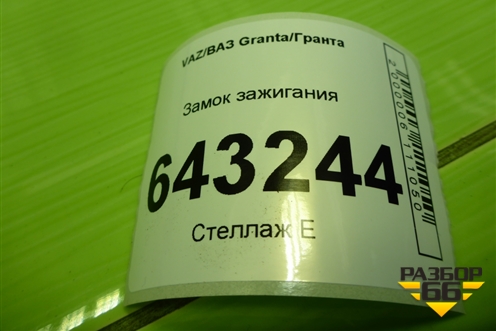 VAZ/ВАЗ Granta/Гранта
Замок зажигания
643244
Стеллаж Е
РАЗБОР
66